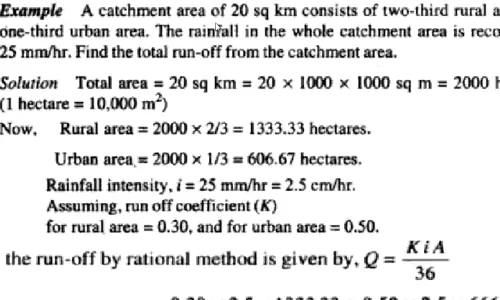 Example A catchment area of 20 sq km consists of two-third rural a
one-third urban area. The rainfall in the whole catchment area is reco
25 mm/hr. Find the total run-off from the catchment area.
Solution Total area = 20 sq km = 20 × 1000 × 1000 sq m = 2000 h
(1 hectare = 10,000 m²)
Now, Rural area = 2000 × 2/3 = 1333.33 hectares.
Urban area = 2000 × 1/3 = 606.67 hectares.
Rainfall intensity, i = 25 mm/hr = 2.5 cm/hr.
Assuming, run off coefficient (K)
for rural area = 0.30, and for urban area = 0.50.
the run-off by rational method is given by, Q = K i A / 36